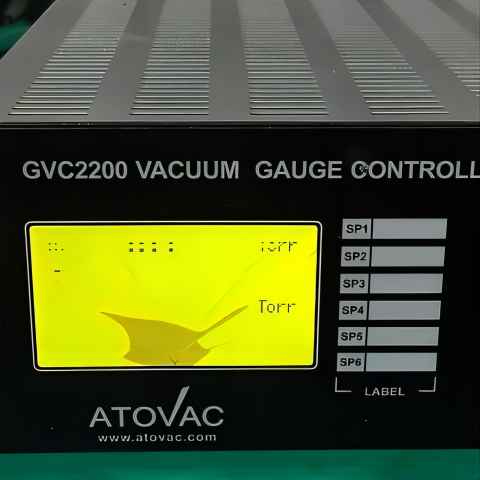 GVC2200 VACUUM GAUGE CONTROLL
Torr
Torr
SP1
SP2
SP3
SP4
SP5
SP6
LABEL
ATOVAC
www.atovac.com